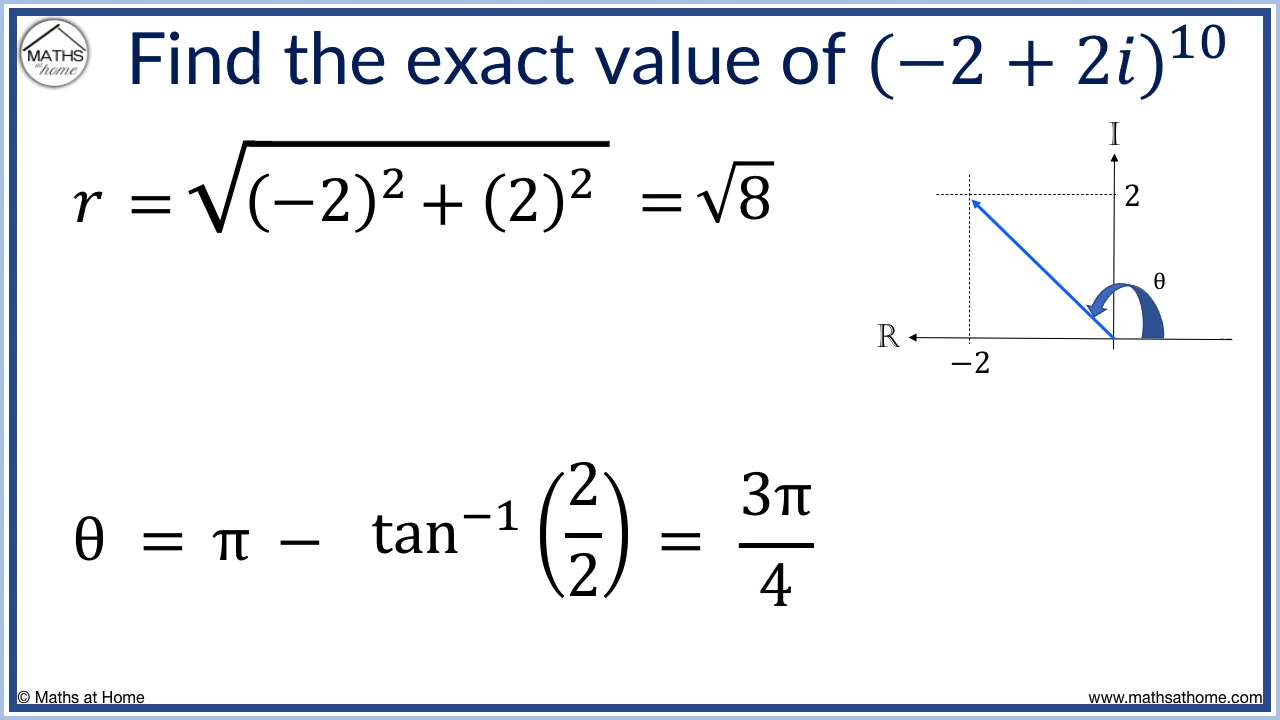 MATHS
at
home
Find the exact value of (−2 + 2i)¹⁰
r = √((−2)² + (2)²) = √8
𝕀
2
θ
ℝ
−2
θ = π − tan⁻¹(2/2) = 3π/4
© Maths at Home
www.mathsathome.com